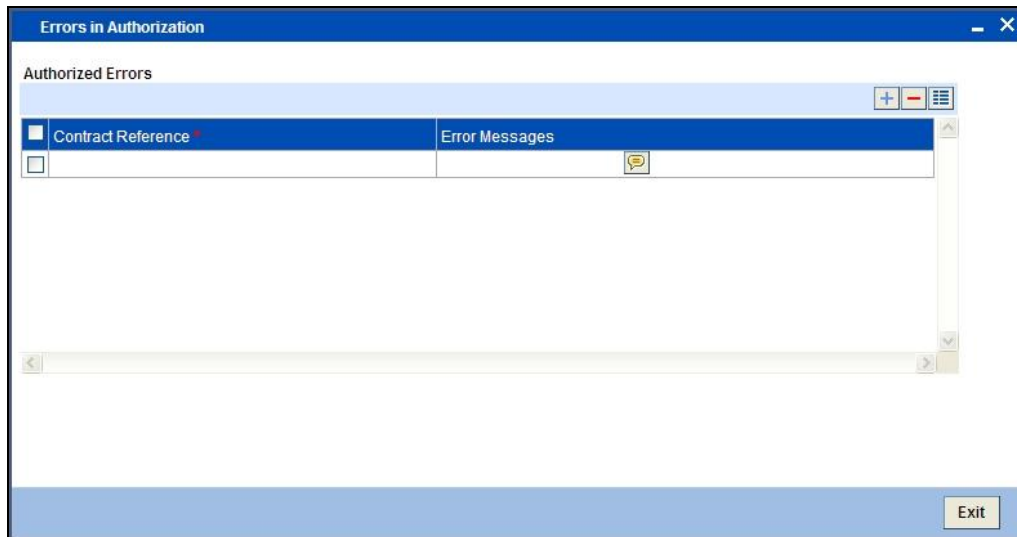 Errors in Authorization
Authorized Errors
Contract Reference * Error Messages
Exit